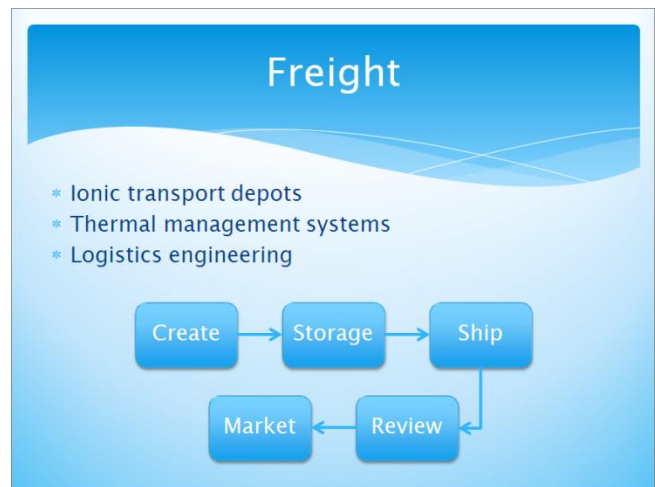 Freight
Ionic transport depots
Thermal management systems
Logistics engineering
Create
Storage
Ship
Review
Market